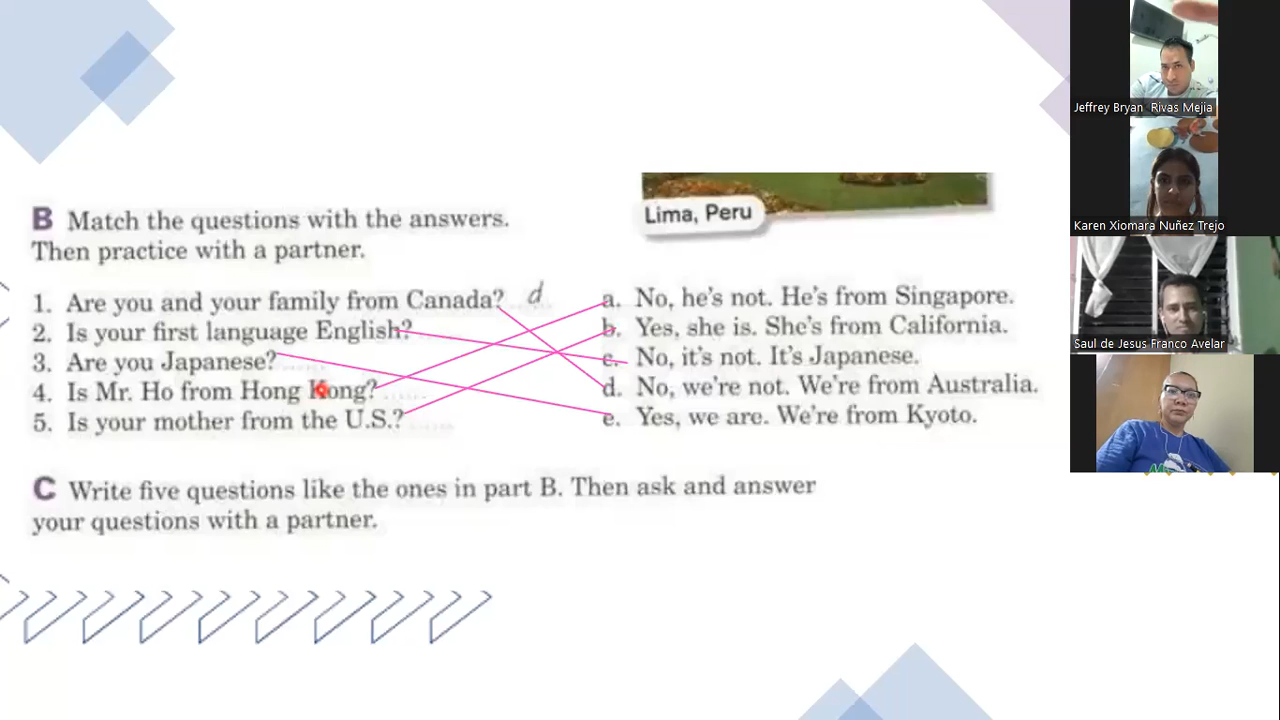 Lima, Peru
B Match the questions with the answers.
Then practice with a partner.
1. Are you and your family from Canada? d
2. Is your first language English?
3. Are you Japanese? ......
4. Is Mr. Ho from Hong Kong? ......
5. Is your mother from the U.S.? ......
a. No, he's not. He's from Singapore.
b. Yes, she is. She's from California.
c. No, it's not. It's Japanese.
d. No, we're not. We're from Australia.
e. Yes, we are. We're from Kyoto.
C Write five questions like the ones in part B. Then ask and answer
your questions with a partner.
Jeffrey Bryan Rivas Mejia
Karen Xiomara Nuñez Trejo
Saul de Jesus Franco Avelar